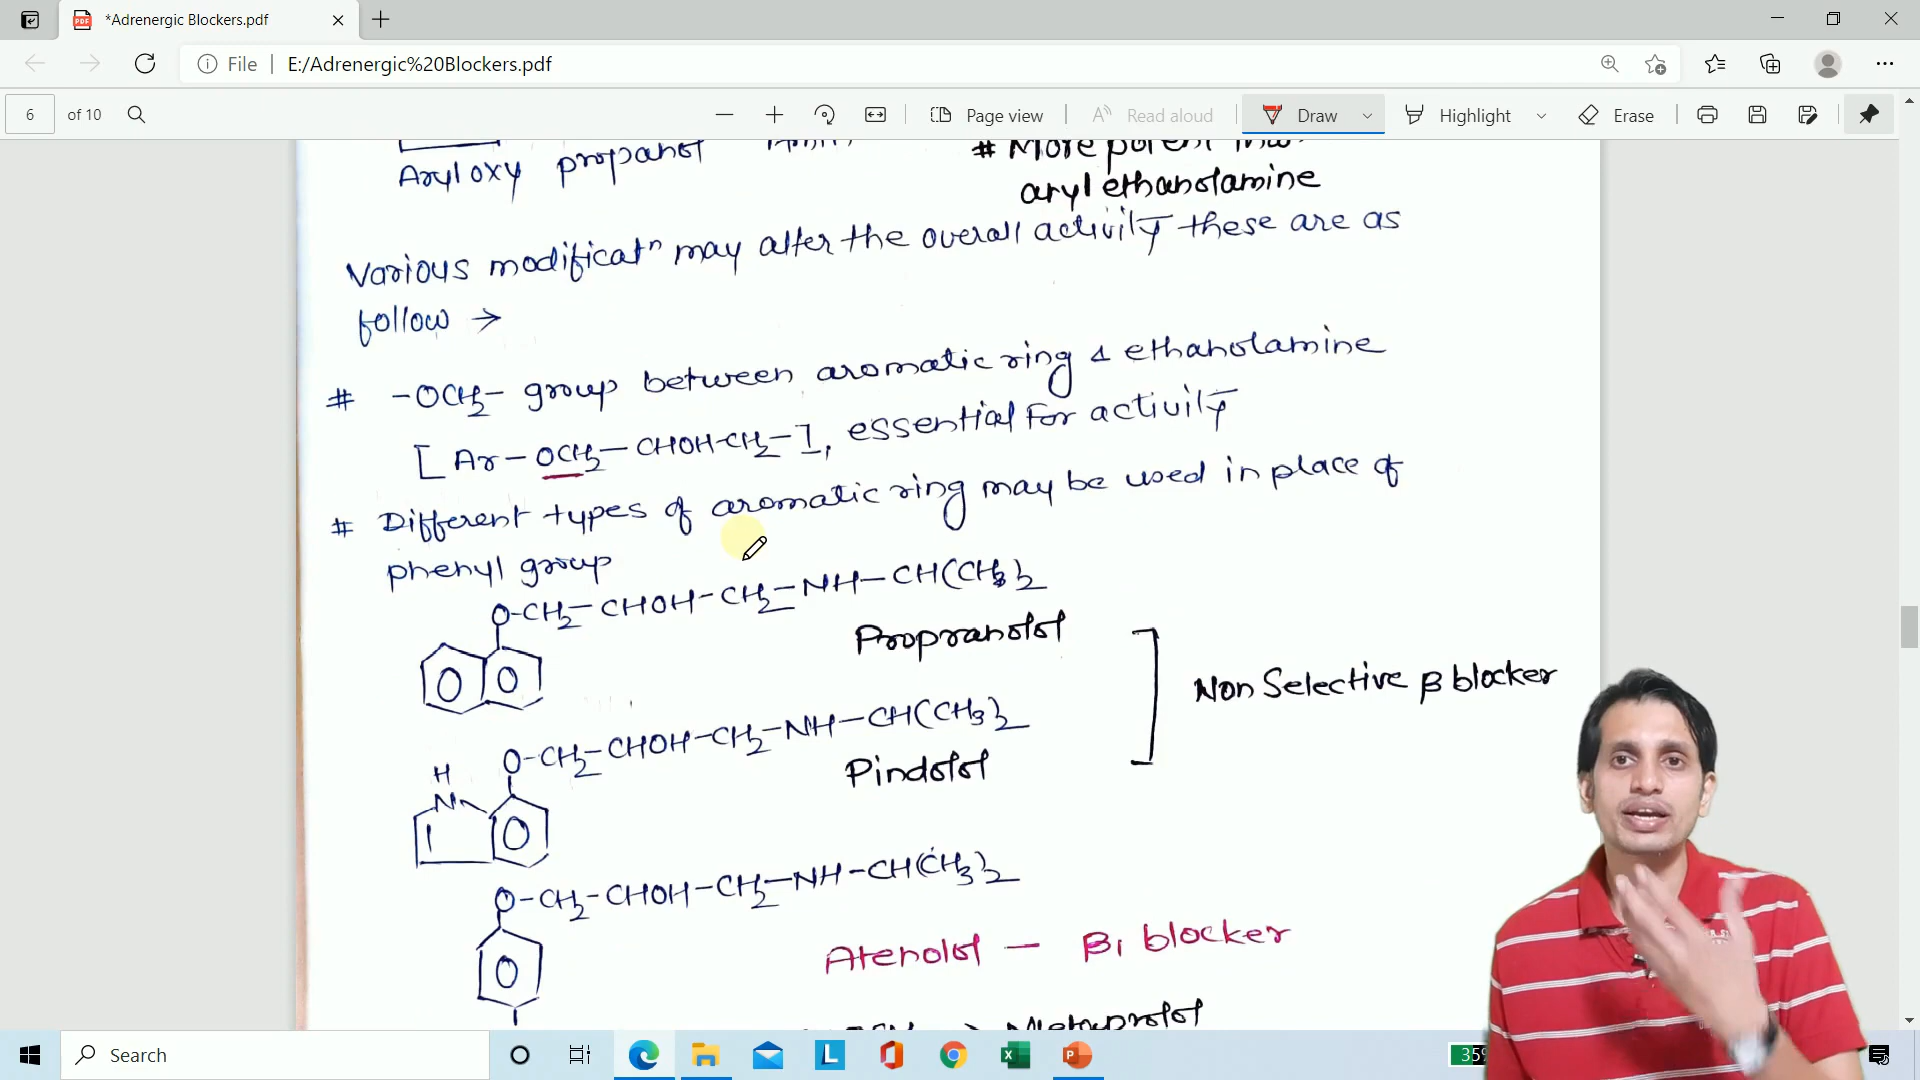 *Adrenergic Blockers.pdf
File
E:/Adrenergic%20Blockers.pdf
6 of 10
Page view
Read aloud
Draw
Highlight
Erase
Aryloxy propanol
# More potent
arylethanolamine
Various modificatⁿ may alter the overall activity these are as
follow →
# -OCH₂- group between aromatic ring & ethanolamine
[Ar-OCH₂-CHOH-CH₂-], essential for activity
# Different types of aromatic ring may be used in place of
phenyl group
O-CH₂-CHOH-CH₂-NH-CH(CH₃)₂
Propranolol
Non Selective β blocker
O-CH₂-CHOH-CH₂-NH-CH(CH₃)₂
H
N
Pindolol
O-CH₂-CHOH-CH₂-NH-CH(CH₃)₂
Atenolol — β₁ blocker
Search
35%